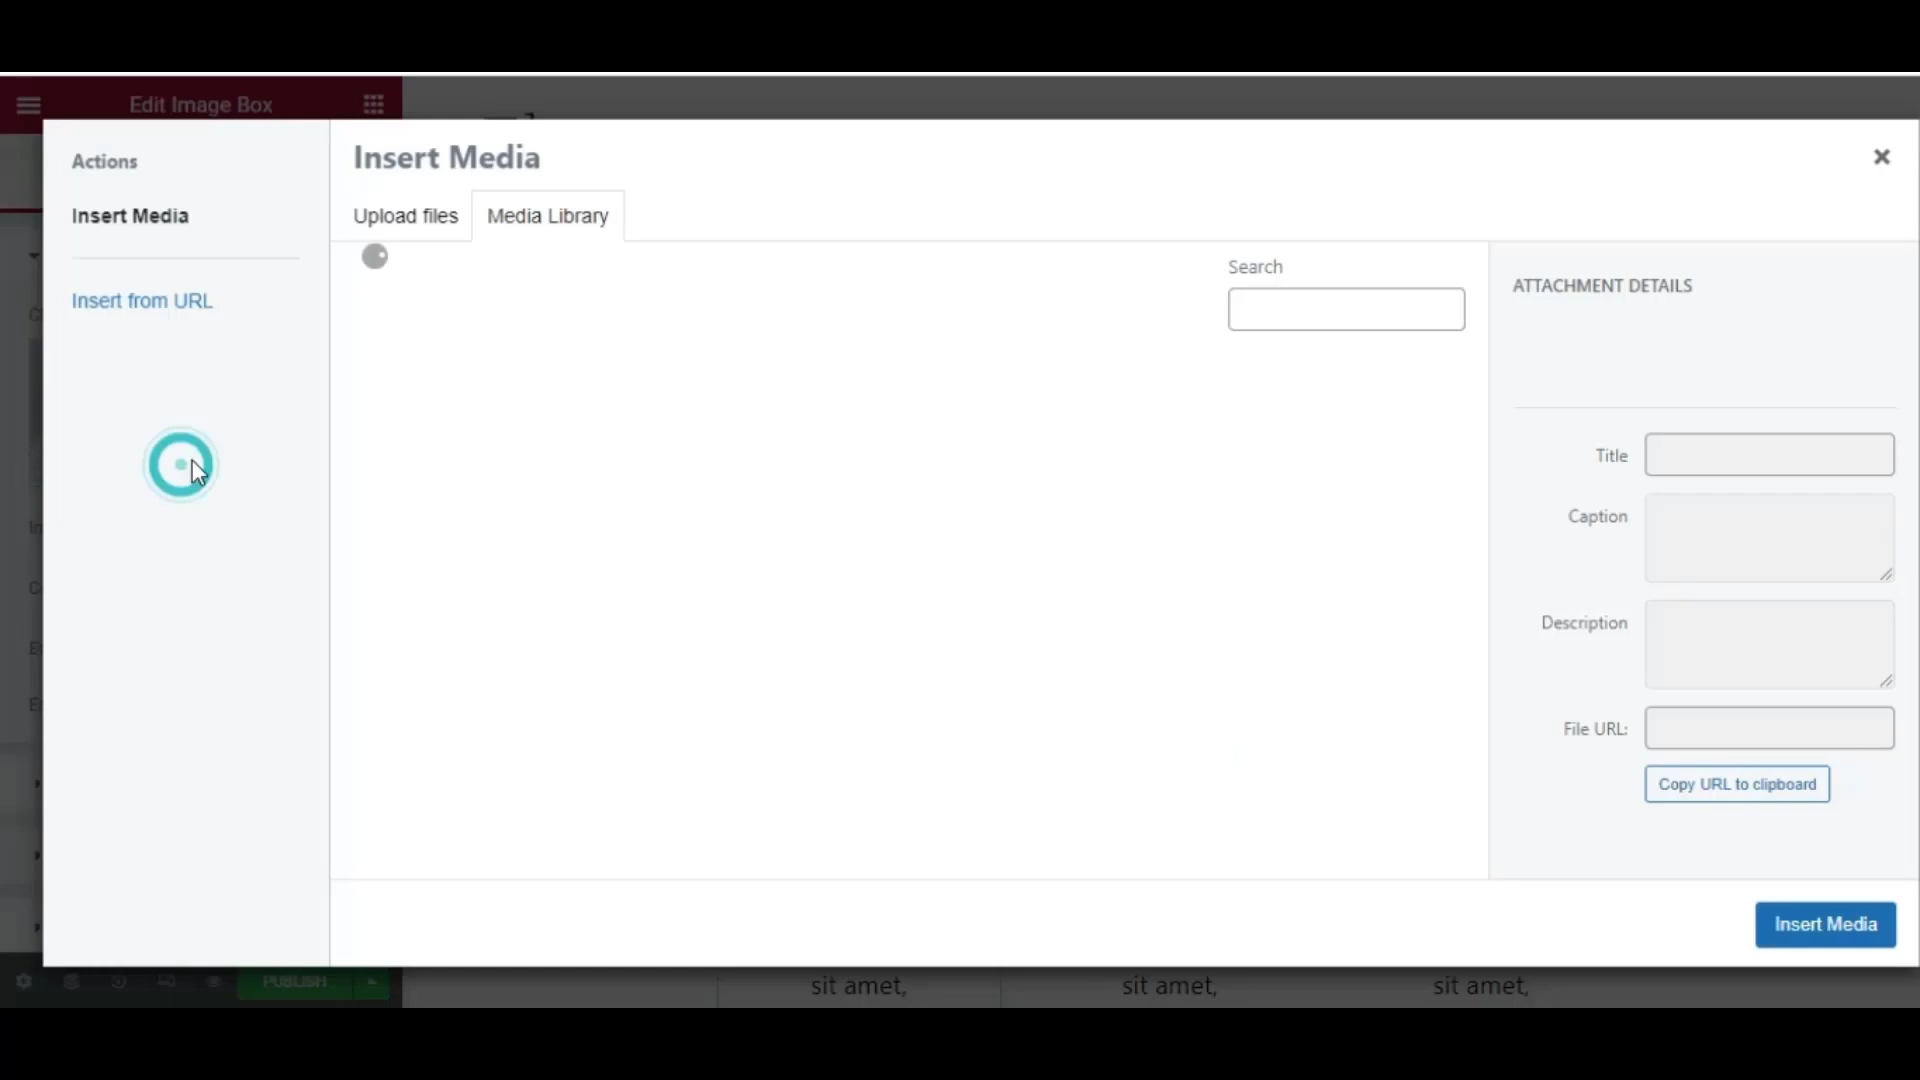 Edit Image Box
Actions
Insert Media
Insert from URL
Insert Media
Upload files
Media Library
Search
ATTACHMENT DETAILS
Title
Caption
Description
File URL:
Copy URL to clipboard
Insert Media
PUBLISH
sit amet,
sit amet,
sit amet,